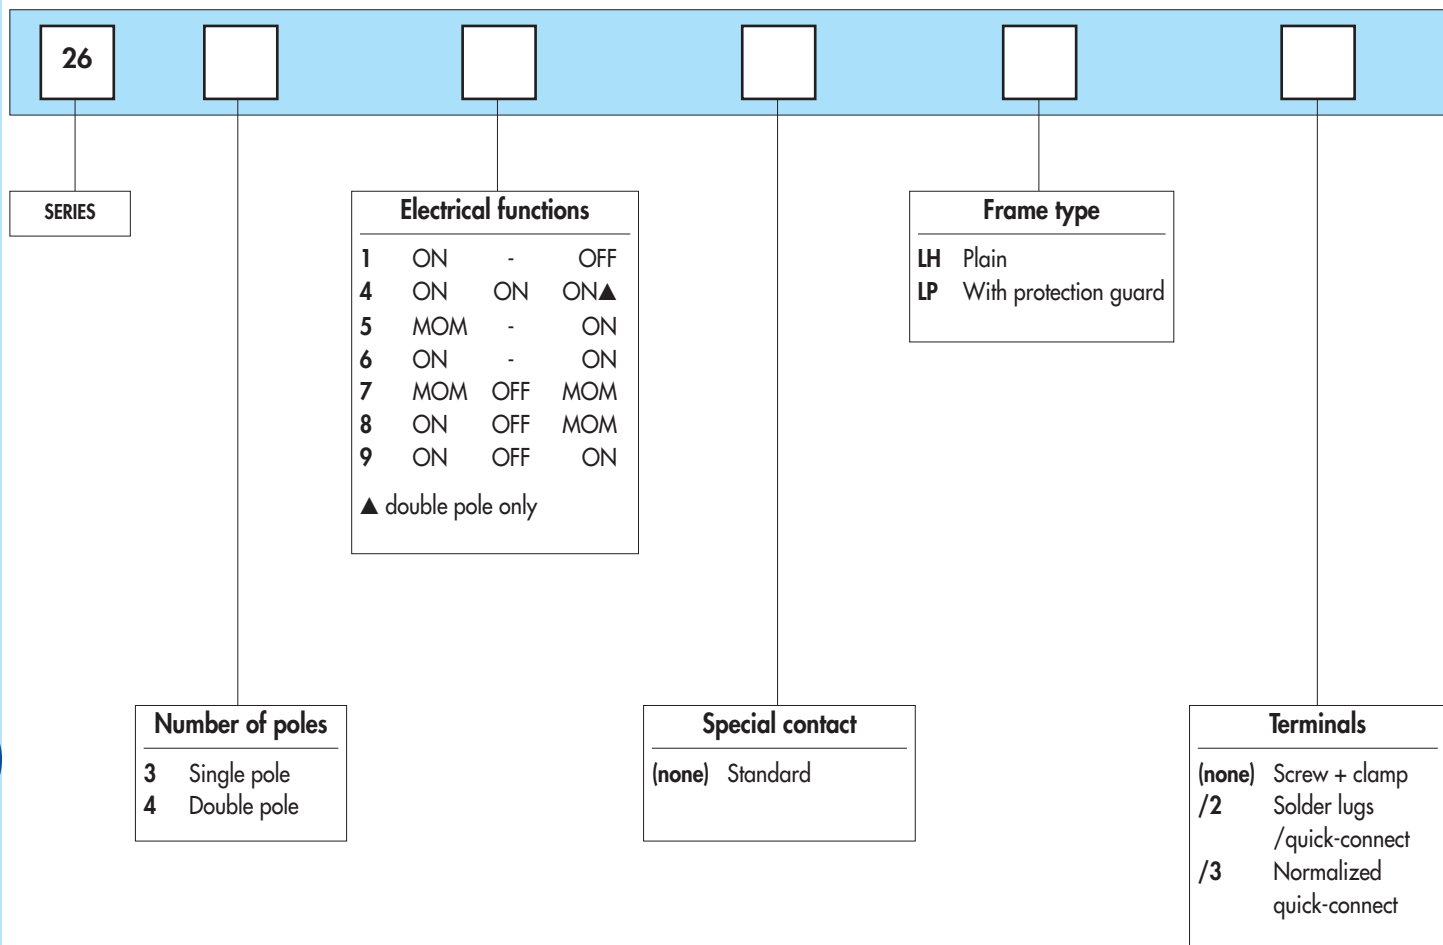 26
SERIES
Electrical functions
1 ON - OFF
4 ON ON ON▲
5 MOM - ON
6 ON - ON
7 MOM OFF MOM
8 ON OFF MOM
9 ON OFF ON
▲ double pole only
Frame type
LH Plain
LP With protection guard
Number of poles
3 Single pole
4 Double pole
Special contact
(none) Standard
Terminals
(none) Screw + clamp
/2 Solder lugs
/quick-connect
/3 Normalized
quick-connect